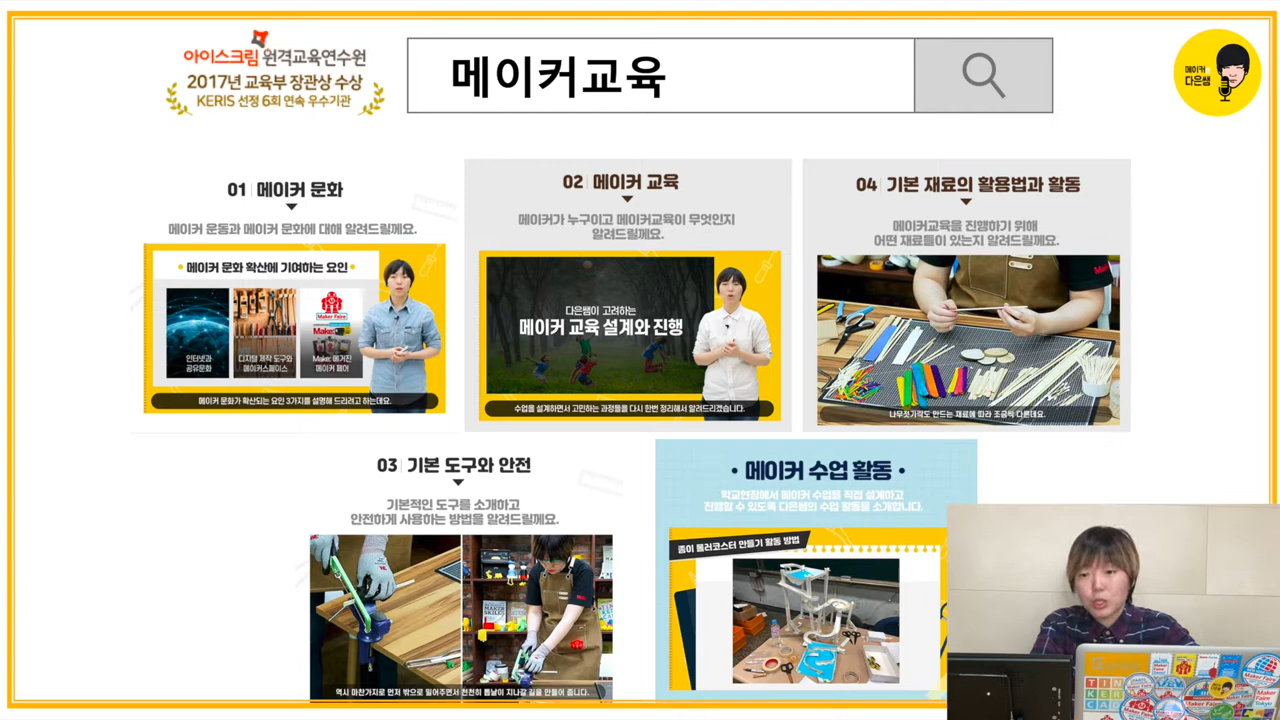 아이스크림 원격교육연수원
2017년 교육부 장관상 수상
KERIS 선정 6회 연속 우수기관
메이커교육
메이커
다은쌤
01 메이커 문화
메이커 운동과 메이커 문화에 대해 알려드릴께요.
• 메이커 문화 확산에 기여하는 요인 •
인터넷과
공유문화
디지털 제작 도구와
메이커스페이스
Maker Faire
Make:
Make: 매거진
메이커 페어
메이커 문화가 확산되는 요인 3가지를 설명해 드리려고 하는데요.
02 메이커 교육
메이커가 누구이고 메이커교육이 무엇인지
알려드릴께요.
다은쌤이 고려하는
메이커 교육 설계와 진행
수업을 설계하면서 고민하는 과정들을 다시 한번 정리해서 알려드리겠습니다.
04 기본 재료의 활용법과 활동
메이커교육을 진행하기 위해
어떤 재료들이 있는지 알려드릴께요.
나무젓가락도 만드는 재료에 따라 조금씩 다른데요.
03 기본 도구와 안전
기본적인 도구를 소개하고
안전하게 사용하는 방법을 알려드릴께요.
역시 마찬가지로 먼저 밖으로 밀어주면서 천천히 톱날이 지나갈 길을 만들어 줍니다.
• 메이커 수업 활동 •
학교현장에서 메이커 수업을 직접 설계하고
진행할 수 있도록 다은쌤의 수업 활동을 소개합니다.
종이 롤러코스터 만들기 활동 방법
TIN
KER
CAD
Maker Faire
Maker
Faire
Tokyo